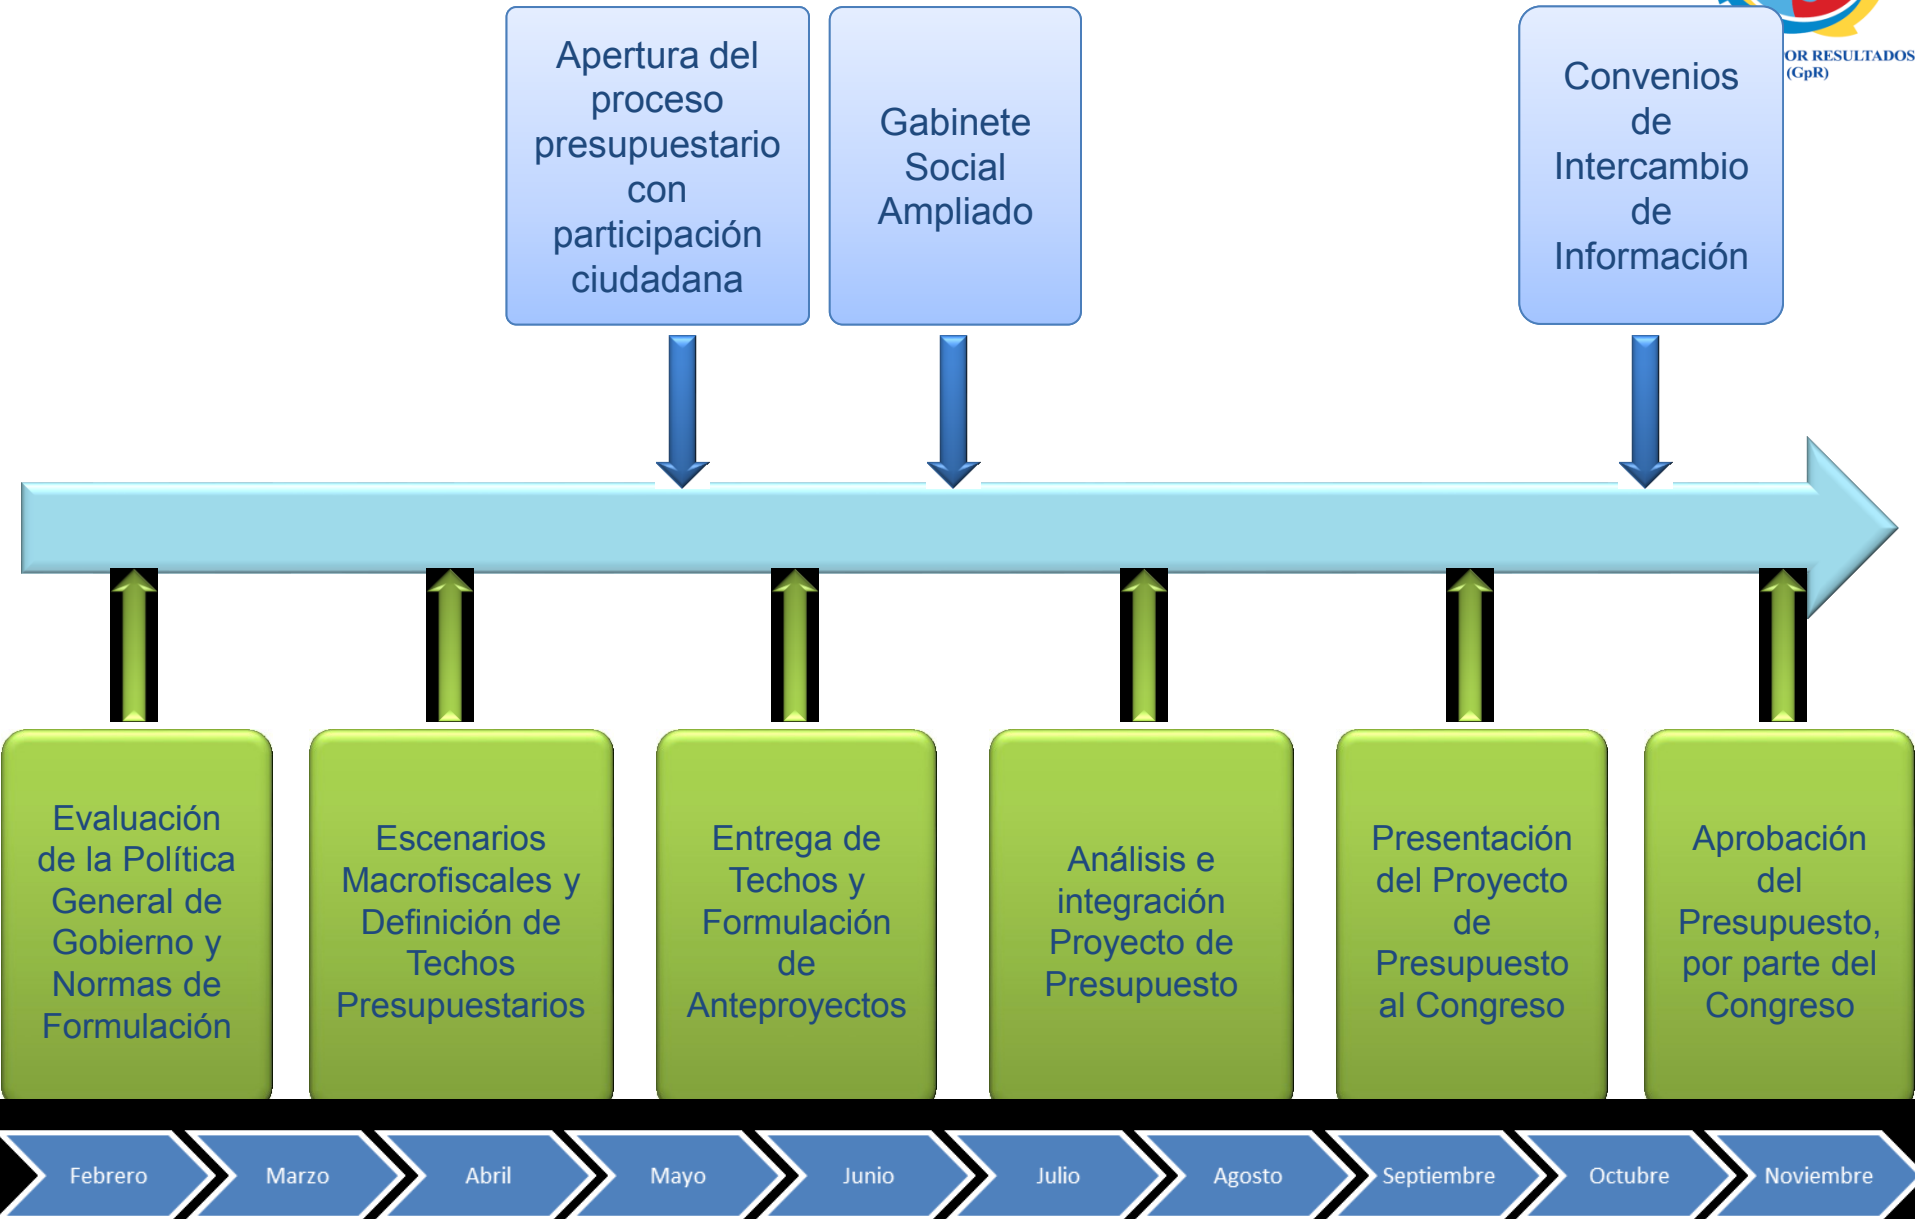 Apertura del
proceso
presupuestario
con
participación
ciudadana
Gabinete
Social
Ampliado
Convenios
de
Intercambio
de
Información
OR RESULTADOS
(GpR)
Evaluación
de la Política
General de
Gobierno y
Normas de
Formulación
Escenarios
Macrofiscales y
Definición de
Techos
Presupuestarios
Entrega de
Techos y
Formulación
de
Anteproyectos
Análisis e
integración
Proyecto de
Presupuesto
Presentación
del Proyecto
de
Presupuesto
al Congreso
Aprobación
del
Presupuesto,
por parte del
Congreso
Febrero
Marzo
Abril
Mayo
Junio
Julio
Agosto
Septiembre
Octubre
Noviembre